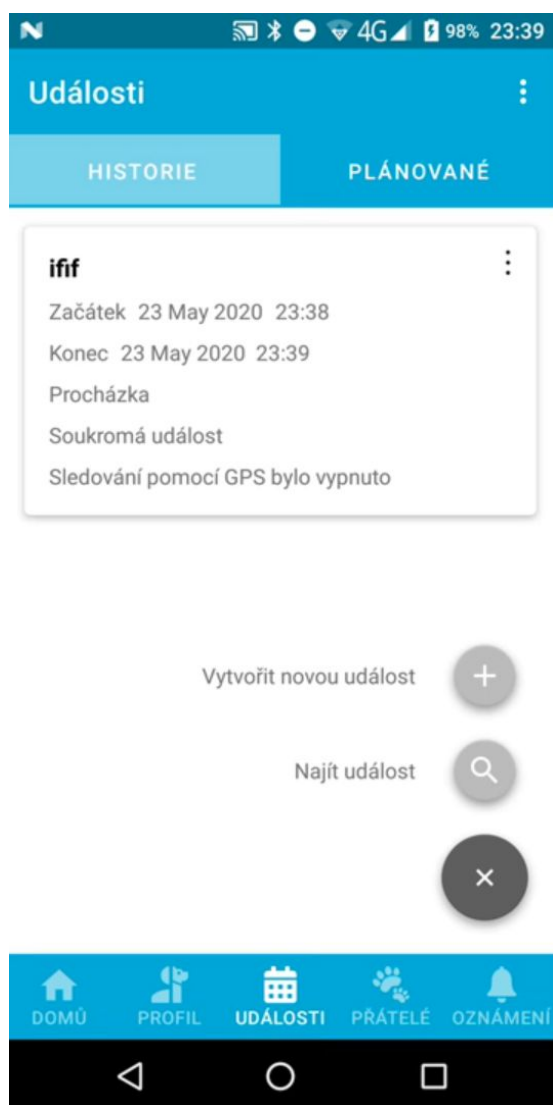 4G 98% 23:39
Události
HISTORIE PLÁNOVANÉ
ifif
Začátek 23 May 2020 23:38
Konec 23 May 2020 23:39
Procházka
Soukromá událost
Sledování pomocí GPS bylo vypnuto
Vytvořit novou událost
Najít událost
DOMŮ PROFIL UDÁLOSTI PŘÁTELÉ OZNÁMENÍ